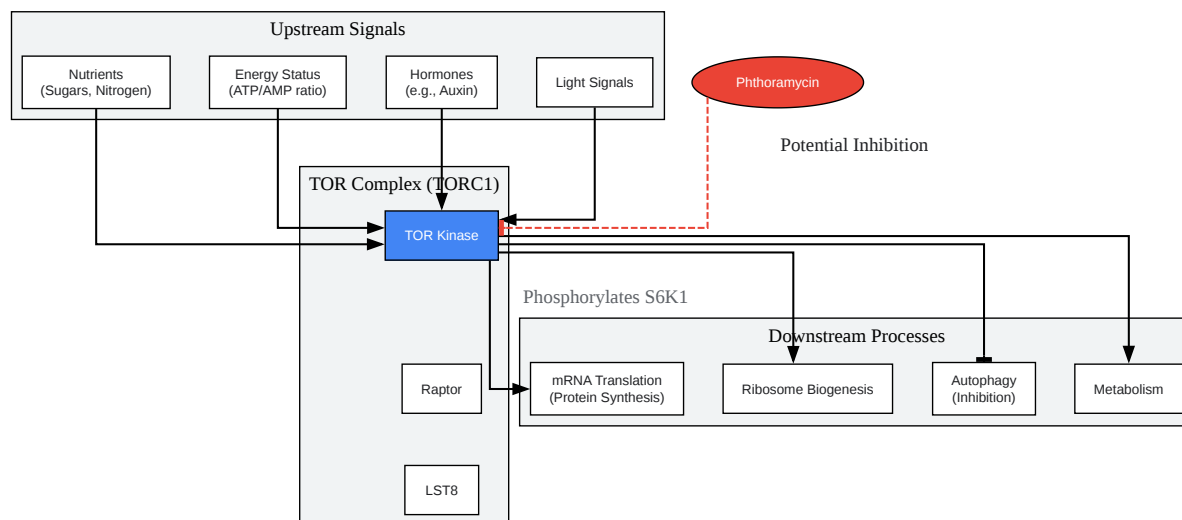 Upstream Signals
Nutrients
(Sugars, Nitrogen)
Energy Status
(ATP/AMP ratio)
Hormones
(e.g., Auxin)
Light Signals
Phthoramycin
Potential Inhibition
TOR Complex (TORC1)
TOR Kinase
Phosphorylates S6K1
Downstream Processes
mRNA Translation
(Protein Synthesis)
Ribosome Biogenesis
Autophagy
(Inhibition)
Metabolism
Raptor
LST8